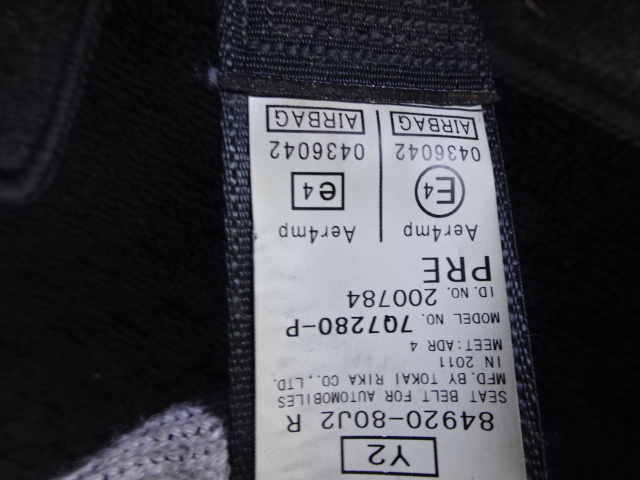 Y2
84920-80J2 R
SEAT BELT FOR AUTOMOBILES
MFD. BY TOKAI RIKA CO., LTD.
IN 2011
MEET:ADR 4
MODEL NO. 7Q7280-P
ID. NO. 200784
PRE
Aer4mp Aer4mp
E4 e4
0436042 0436042
AIRBAG AIRBAG